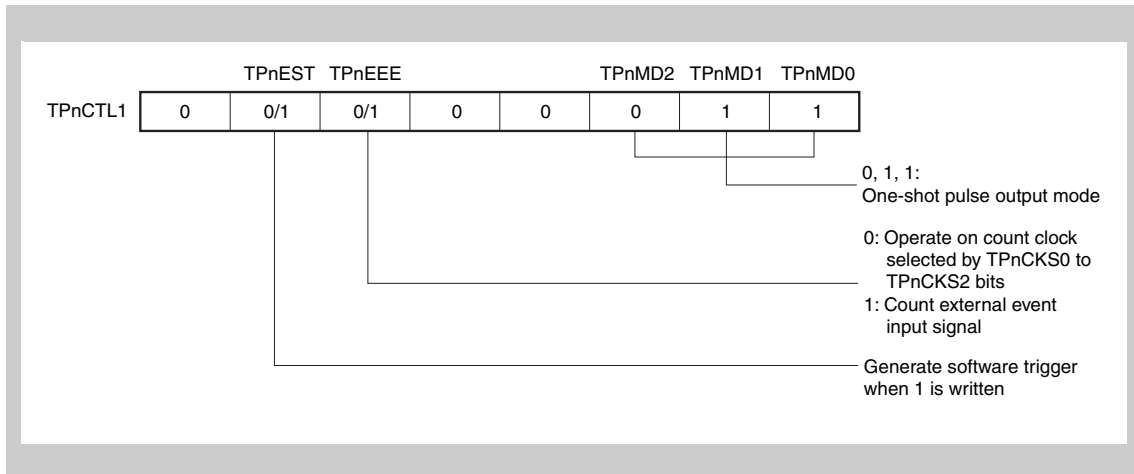 TPnEST TPnEEE TPnMD2 TPnMD1 TPnMD0
TPnCTL1 0 0/1 0/1 0 0 0 1 1
0, 1, 1:
One-shot pulse output mode
0: Operate on count clock
selected by TPnCKS0 to
TPnCKS2 bits
1: Count external event
input signal
Generate software trigger
when 1 is written